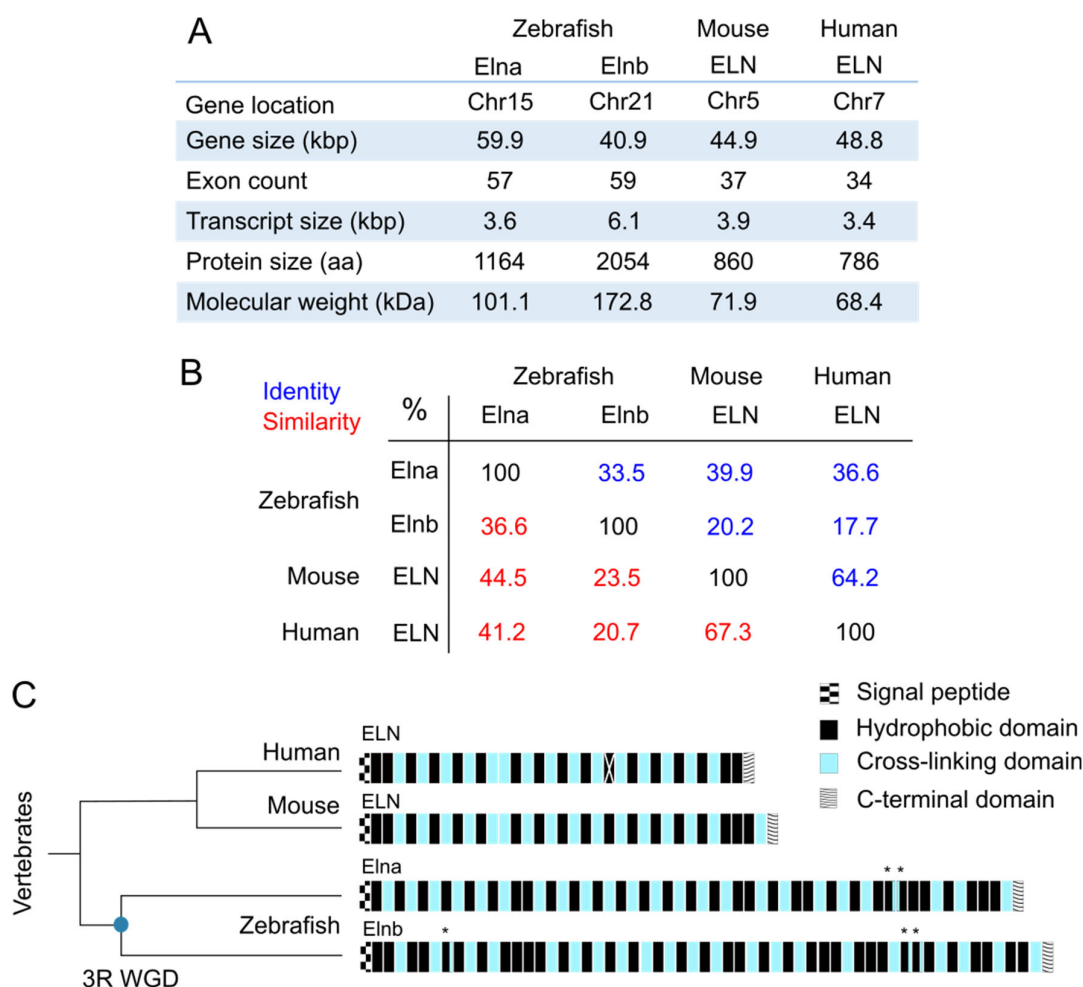 A
Zebrafish Mouse Human
Elna Elnb ELN ELN
Gene location Chr15 Chr21 Chr5 Chr7
Gene size (kbp) 59.9 40.9 44.9 48.8
Exon count 57 59 37 34
Transcript size (kbp) 3.6 6.1 3.9 3.4
Protein size (aa) 1164 2054 860 786
Molecular weight (kDa) 101.1 172.8 71.9 68.4
B
Identity
Similarity
% Zebrafish Mouse Human
Elna Elnb ELN ELN
Zebrafish
Elna 100 33.5 39.9 36.6
Elnb 36.6 100 20.2 17.7
Mouse ELN 44.5 23.5 100 64.2
Human ELN 41.2 20.7 67.3 100
C
Signal peptide
Hydrophobic domain
Cross-linking domain
C-terminal domain
Vertebrates
Human
ELN
Mouse
ELN
Zebrafish
Elna
* *
Elnb
* * *
3R WGD